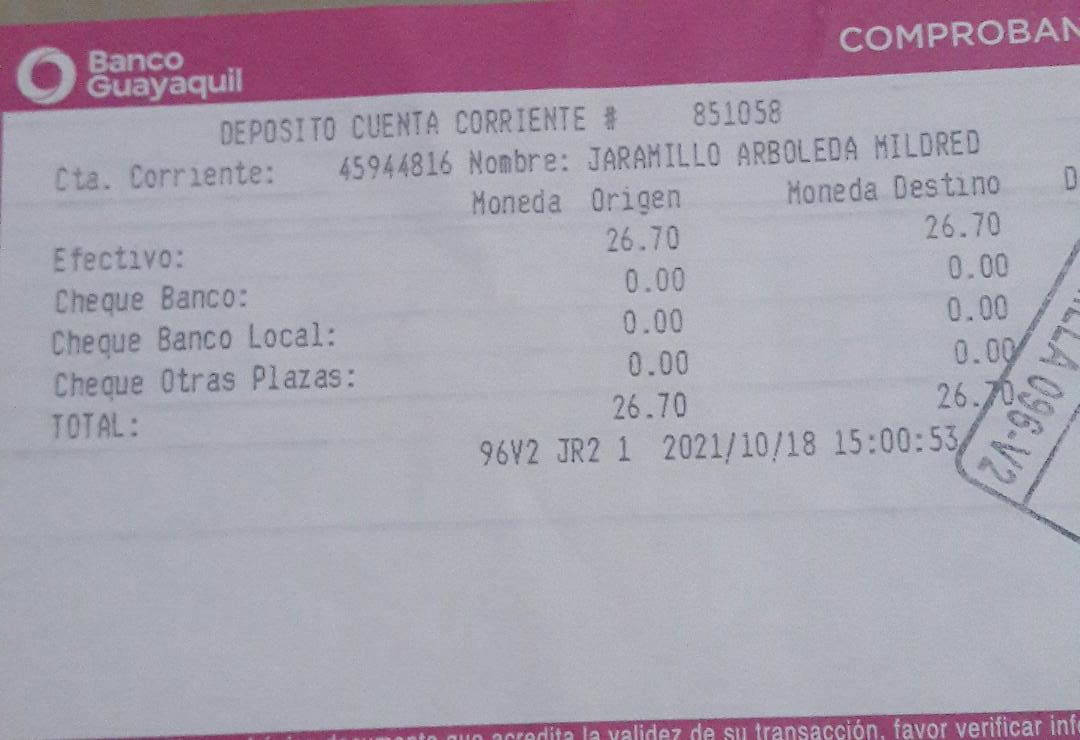 Banco
Guayaquil
COMPROBAN
DEPOSITO CUENTA CORRIENTE # 851058
Cta. Corriente: 45944816 Nombre: JARAMILLO ARBOLEDA MILDRED
Moneda Origen Moneda Destino D
Efectivo: 26.70 26.70
Cheque Banco: 0.00 0.00
Cheque Banco Local: 0.00 0.00
Cheque Otras Plazas: 0.00 0.00
TOTAL: 26.70 26.70
96V2 JR2 1 2021/10/18 15:00:53
LLA 096-V2
que acredita la validez de su transacción, favor verificar inf